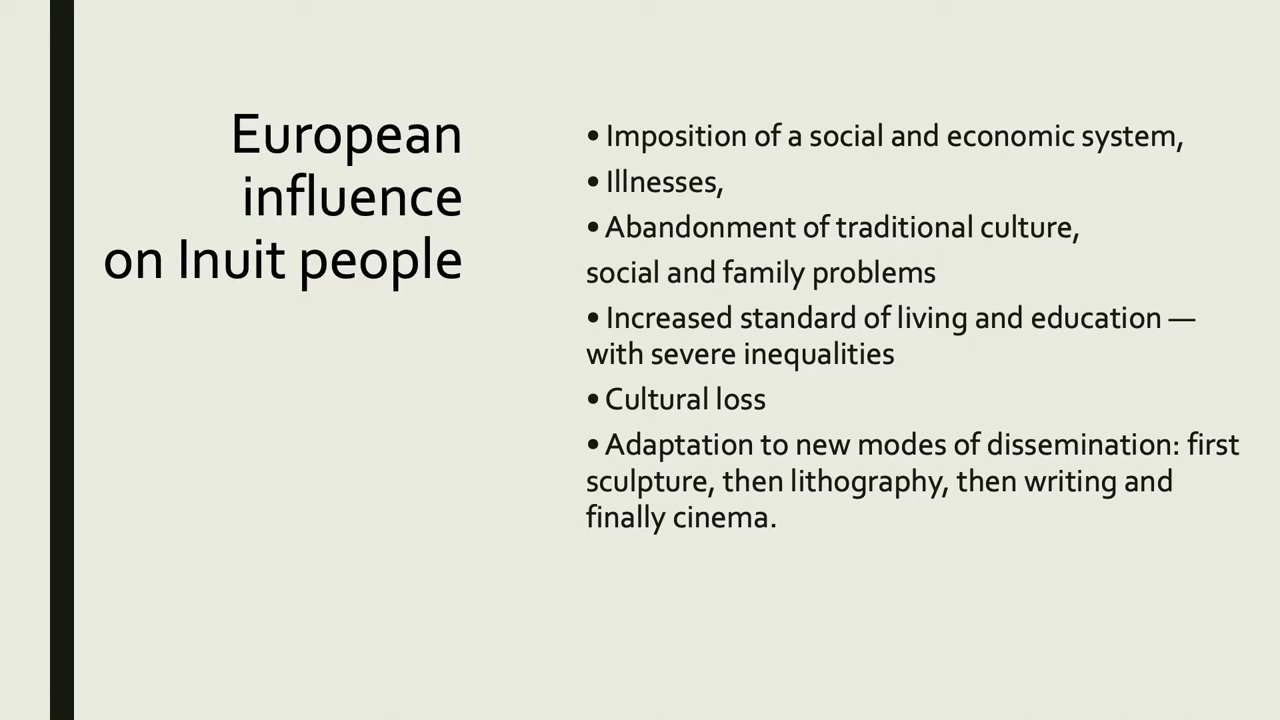 European
influence
on Inuit people
• Imposition of a social and economic system,
• Illnesses,
• Abandonment of traditional culture,
social and family problems
• Increased standard of living and education —
with severe inequalities
• Cultural loss
• Adaptation to new modes of dissemination: first
sculpture, then lithography, then writing and
finally cinema.